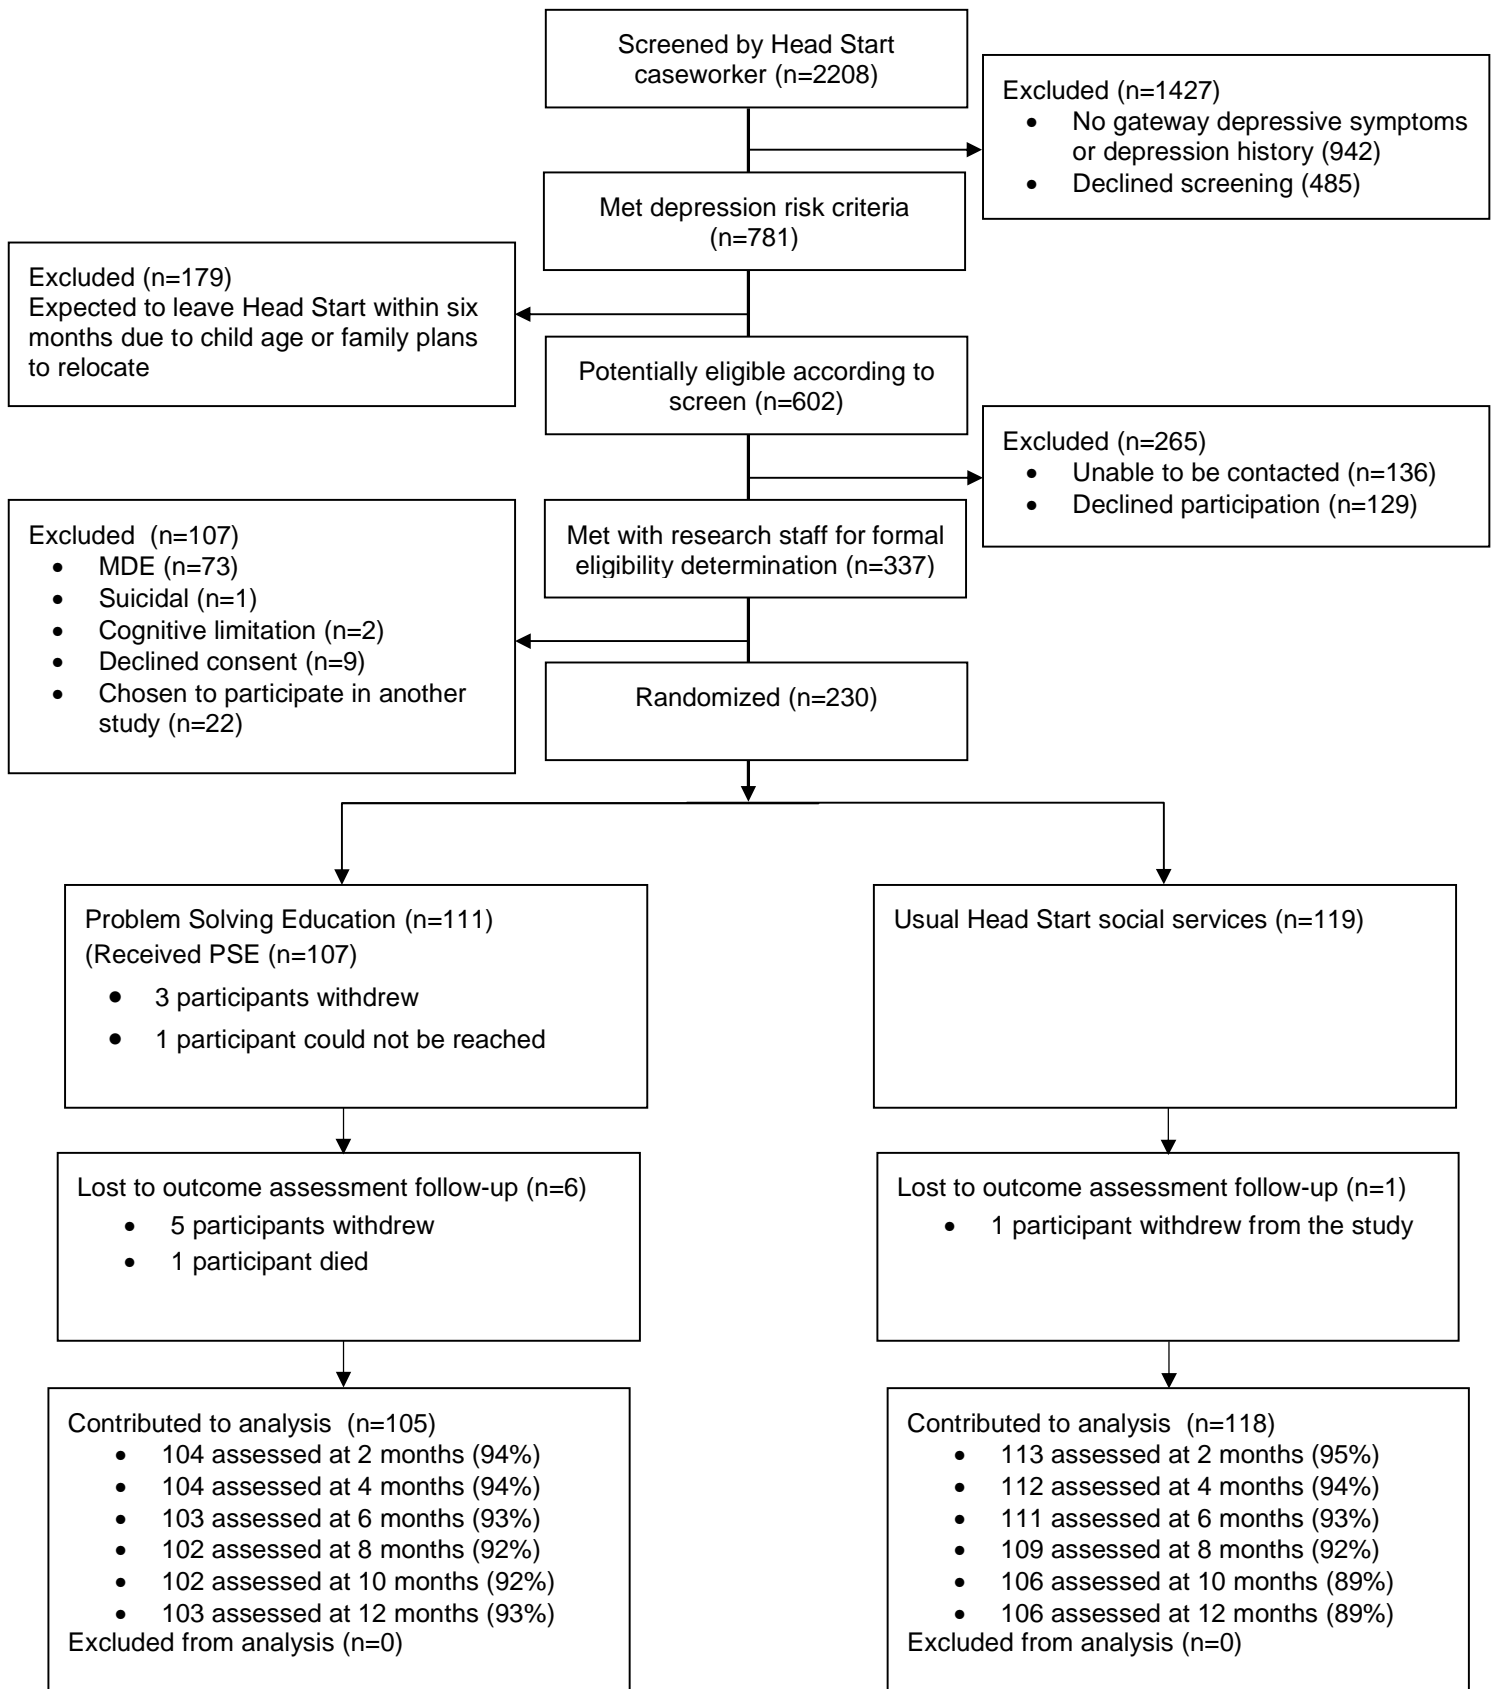 Screened by Head Start
caseworker (n=2208)
Excluded (n=1427)
• No gateway depressive symptoms
or depression history (942)
• Declined screening (485)
Met depression risk criteria
(n=781)
Excluded (n=179)
Expected to leave Head Start within six
months due to child age or family plans
to relocate
Potentially eligible according to
screen (n=602)
Excluded (n=265)
• Unable to be contacted (n=136)
• Declined participation (n=129)
Met with research staff for formal
eligibility determination (n=337)
Excluded (n=107)
• MDE (n=73)
• Suicidal (n=1)
• Cognitive limitation (n=2)
• Declined consent (n=9)
• Chosen to participate in another
study (n=22)
Randomized (n=230)
Problem Solving Education (n=111)
(Received PSE (n=107)
• 3 participants withdrew
• 1 participant could not be reached
Usual Head Start social services (n=119)
Lost to outcome assessment follow-up (n=6)
• 5 participants withdrew
• 1 participant died
Lost to outcome assessment follow-up (n=1)
• 1 participant withdrew from the study
Contributed to analysis (n=105)
• 104 assessed at 2 months (94%)
• 104 assessed at 4 months (94%)
• 103 assessed at 6 months (93%)
• 102 assessed at 8 months (92%)
• 102 assessed at 10 months (92%)
• 103 assessed at 12 months (93%)
Excluded from analysis (n=0)
Contributed to analysis (n=118)
• 113 assessed at 2 months (95%)
• 112 assessed at 4 months (94%)
• 111 assessed at 6 months (93%)
• 109 assessed at 8 months (92%)
• 106 assessed at 10 months (89%)
• 106 assessed at 12 months (89%)
Excluded from analysis (n=0)